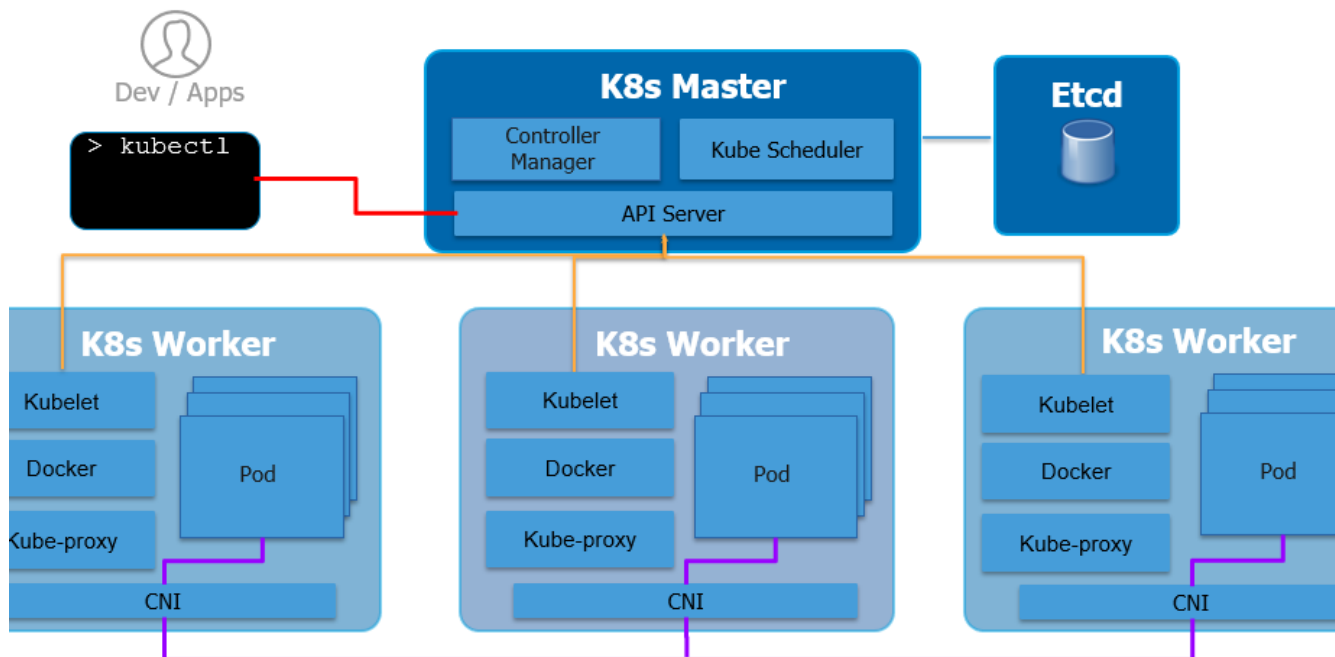 Dev / Apps
> kubectl
K8s Master
Controller
Manager
Kube Scheduler
API Server
Etcd
K8s Worker
Kubelet
Docker
Kube-proxy
Pod
CNI
K8s Worker
Kubelet
Docker
Kube-proxy
Pod
CNI
K8s Worker
Kubelet
Docker
Kube-proxy
Pod
CNI